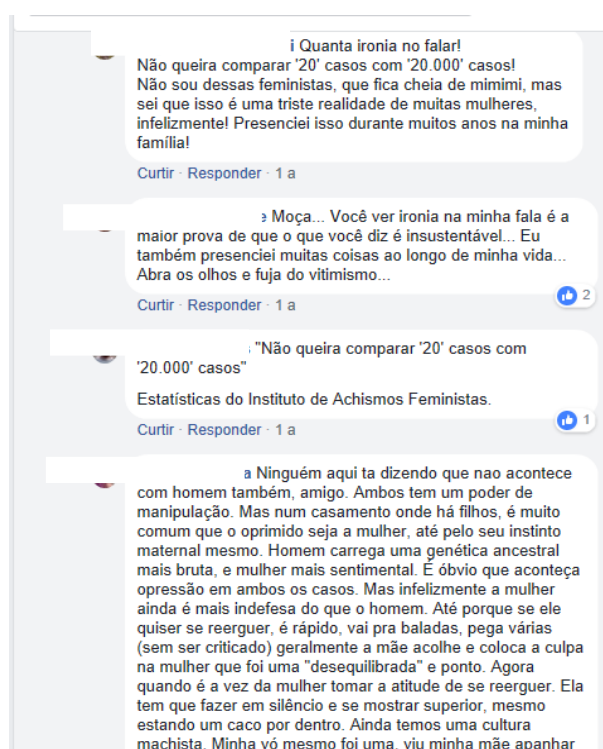 i Quanta ironia no falar!
Não queira comparar '20' casos com '20.000' casos!
Não sou dessas feministas, que fica cheia de mimimi, mas
sei que isso é uma triste realidade de muitas mulheres,
infelizmente! Presenciei isso durante muitos anos na minha
família!
Curtir · Responder · 1 a
e Moça... Você ver ironia na minha fala é a
maior prova de que o que você diz é insustentável... Eu
também presenciei muitas coisas ao longo de minha vida...
Abra os olhos e fuja do vitimismo...
2
Curtir · Responder · 1 a
"Não queira comparar '20' casos com
'20.000' casos"
Estatísticas do Instituto de Achismos Feministas.
1
Curtir · Responder · 1 a
a Ninguém aqui ta dizendo que nao acontece
com homem também, amigo. Ambos tem um poder de
manipulação. Mas num casamento onde há filhos, é muito
comum que o oprimido seja a mulher, até pelo seu instinto
maternal mesmo. Homem carrega uma genética ancestral
mais bruta, e mulher mais sentimental. É óbvio que aconteça
opressão em ambos os casos. Mas infelizmente a mulher
ainda é mais indefesa do que o homem. Até porque se ele
quiser se reerguer, é rápido, vai pra baladas, pega várias
(sem ser criticado) geralmente a mãe acolhe e coloca a culpa
na mulher que foi uma "desequilibrada" e ponto. Agora
quando é a vez da mulher tomar a atitude de se reerguer. Ela
tem que fazer em silêncio e se mostrar superior, mesmo
estando um caco por dentro. Ainda temos uma cultura
machista. Minha vó mesmo foi uma, viu minha mãe apanhar